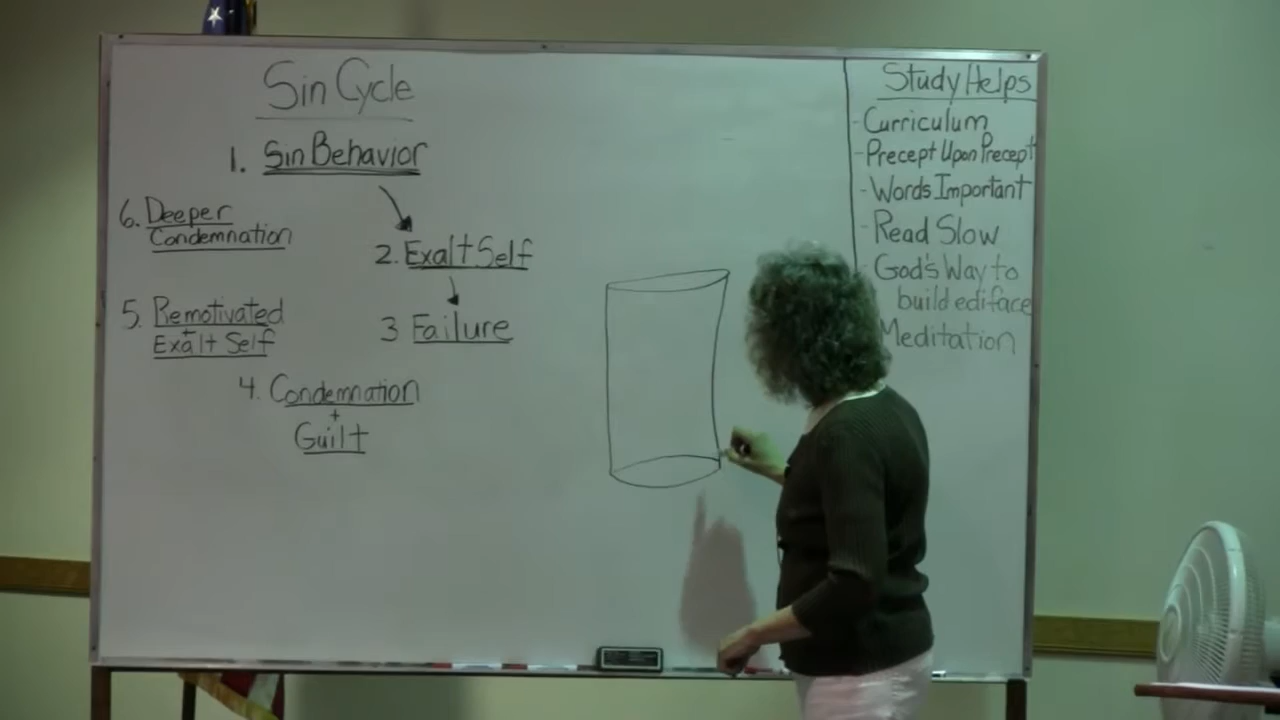 Sin Cycle
1. Sin Behavior
2. Exalt Self
3 Failure
4. Condemnation
+
Guilt
5. Remotivated
+
Exalt Self
6. Deeper
Condemnation
Study Helps
- Curriculum
- Precept Upon Precept
- Words Important
- Read Slow
- God's Way to
build ediface
Meditation